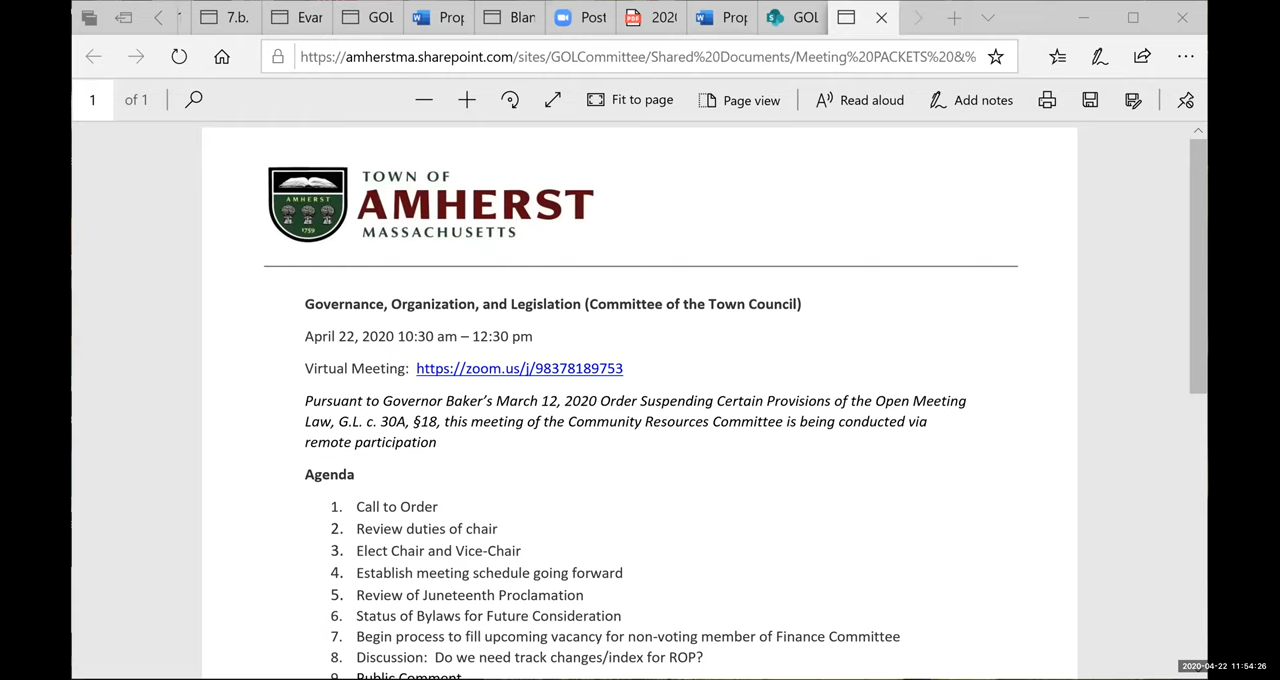 7.b.
Evar
GOL
Prop
Blar
Post
202
Prop
GOL
https://amherstma.sharepoint.com/sites/GOLCommittee/Shared%20Documents/Meeting%20PACKETS%20&%
1 of 1
Fit to page
Page view
Read aloud
Add notes
AMHERST
1759
TOWN OF
AMHERST
MASSACHUSETTS
Governance, Organization, and Legislation (Committee of the Town Council)
April 22, 2020 10:30 am – 12:30 pm
Virtual Meeting: https://zoom.us/j/98378189753
Pursuant to Governor Baker's March 12, 2020 Order Suspending Certain Provisions of the Open Meeting
Law, G.L. c. 30A, §18, this meeting of the Community Resources Committee is being conducted via
remote participation
Agenda
1. Call to Order
2. Review duties of chair
3. Elect Chair and Vice-Chair
4. Establish meeting schedule going forward
5. Review of Juneteenth Proclamation
6. Status of Bylaws for Future Consideration
7. Begin process to fill upcoming vacancy for non-voting member of Finance Committee
8. Discussion: Do we need track changes/index for ROP?
9. Public Comment
2020-04-22 11:54:26